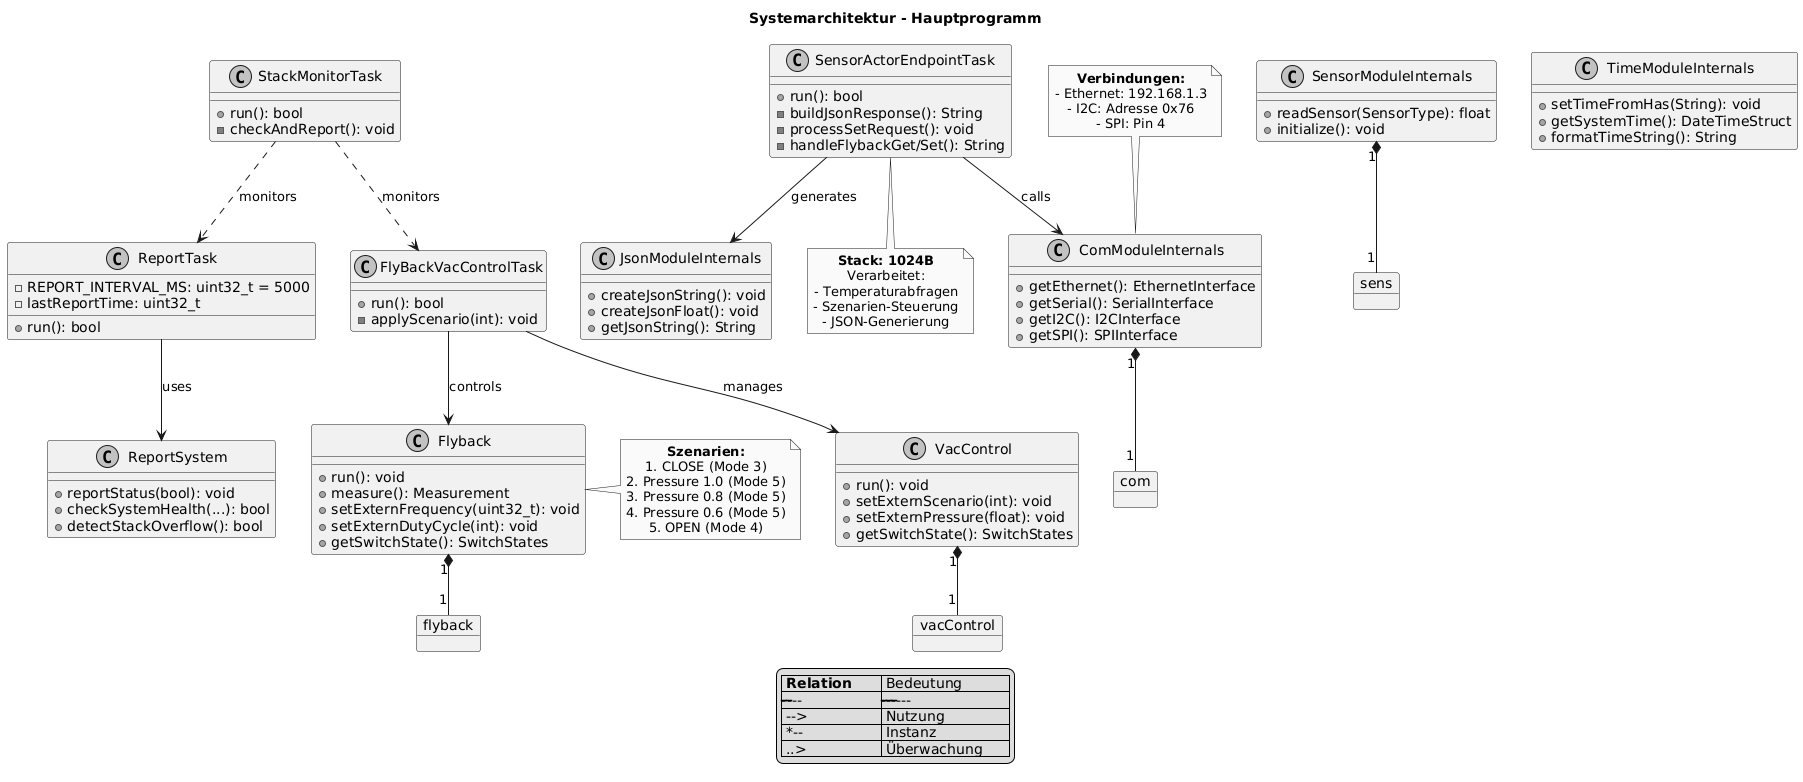 Systemarchitektur - Hauptprogramm
C StackMonitorTask
run(): bool
checkAndReport(): void
C SensorActorEndpointTask
run(): bool
buildJsonResponse(): String
processSetRequest(): void
handleFlybackGet/Set(): String
Verbindungen:
- Ethernet: 192.168.1.3
- I2C: Adresse 0x76
- SPI: Pin 4
C SensorModuleInternals
readSensor(SensorType): float
initialize(): void
C TimeModuleInternals
setTimeFromHas(String): void
getSystemTime(): DateTimeStruct
formatTimeString(): String
monitors
monitors
generates
calls
1
1
C ReportTask
REPORT_INTERVAL_MS: uint32_t = 5000
lastReportTime: uint32_t
run(): bool
C FlyBackVacControlTask
run(): bool
applyScenario(int): void
C JsonModuleInternals
createJsonString(): void
createJsonFloat(): void
getJsonString(): String
Stack: 1024B
Verarbeitet:
- Temperaturabfragen
- Szenarien-Steuerung
- JSON-Generierung
C ComModuleInternals
getEthernet(): EthernetInterface
getSerial(): SerialInterface
getI2C(): I2CInterface
getSPI(): SPIInterface
sens
uses
controls
manages
1
1
C ReportSystem
reportStatus(bool): void
checkSystemHealth(...): bool
detectStackOverflow(): bool
C Flyback
run(): void
measure(): Measurement
setExternFrequency(uint32_t): void
setExternDutyCycle(int): void
getSwitchState(): SwitchStates
Szenarien:
1. CLOSE (Mode 3)
2. Pressure 1.0 (Mode 5)
3. Pressure 0.8 (Mode 5)
4. Pressure 0.6 (Mode 5)
5. OPEN (Mode 4)
C VacControl
run(): void
setExternScenario(int): void
setExternPressure(float): void
getSwitchState(): SwitchStates
com
1
1
1
1
flyback
vacControl
Relation Bedeutung
--> Nutzung
*-- Instanz
..> Überwachung